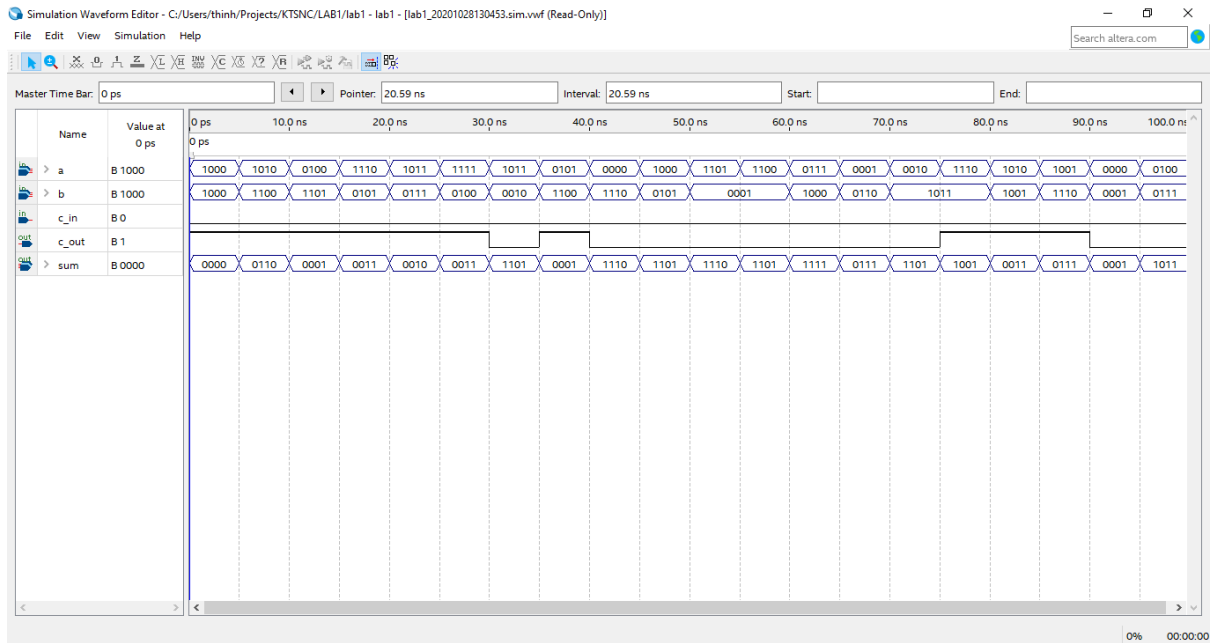 Simulation Waveform Editor - C:/Users/thinh/Projects/KTSNC/LAB1/lab1 - lab1 - [lab1_20201028130453.sim.vwf (Read-Only)]
File Edit View Simulation Help
Search altera.com
Master Time Bar: 0 ps Pointer: 20.59 ns Interval: 20.59 ns Start: End:
Name Value at 0 ps
0 ps 10.0 ns 20.0 ns 30.0 ns 40.0 ns 50.0 ns 60.0 ns 70.0 ns 80.0 ns 90.0 ns 100.0 ns
0 ps
in a B 1000 1000 1010 0100 1110 1011 1111 1011 0101 0000 1000 1101 1100 0111 0001 0010 1110 1010 1001 0000 0100
in b B 1000 1000 1100 1101 0101 0111 0100 0010 1100 1110 0101 0001 1000 0110 1011 1001 1110 0001 0111
in c_in B 0
out c_out B 1
out sum B 0000 0000 0110 0001 0011 0010 0011 1101 0001 1110 1101 1110 1101 1111 0111 1101 1001 0011 0111 0001 1011
0% 00:00:00